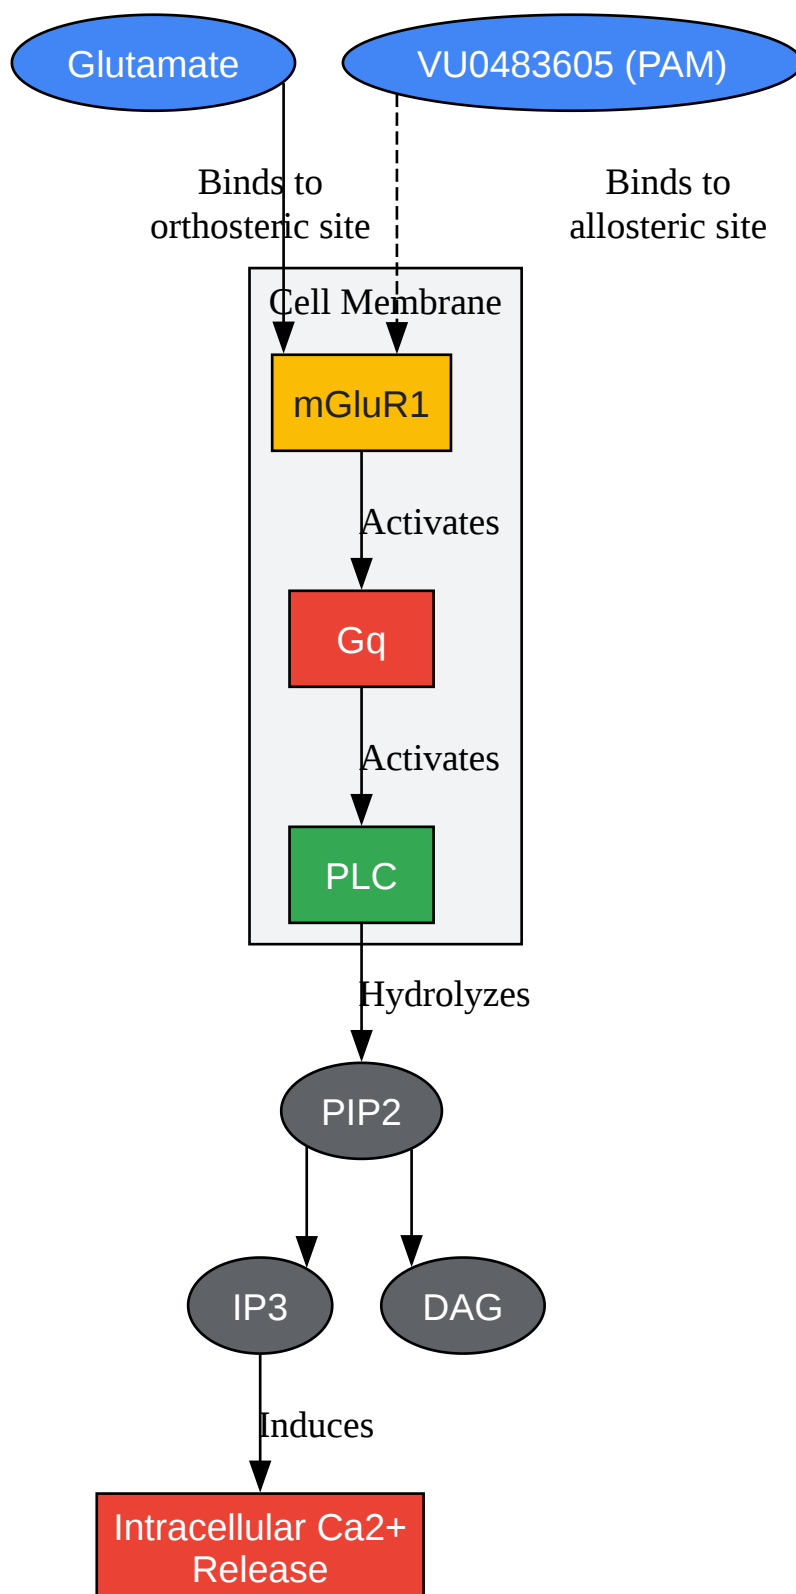 Glutamate
VU0483605 (PAM)
Binds to
orthosteric site
Binds to
allosteric site
Cell Membrane
mGluR1
Activates
Gq
Activates
PLC
Hydrolyzes
PIP2
IP3
DAG
Induces
Intracellular Ca2+
Release